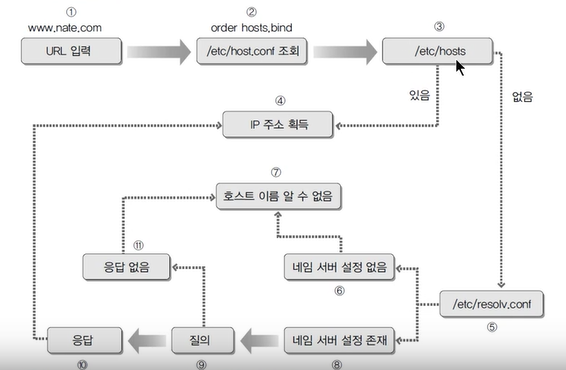 ①
www.nate.com
URL 입력
②
order hosts,bind
/etc/host.conf 조회
③
/etc/hosts
있음
없음
④
IP 주소 획득
⑦
호스트 이름 알 수 없음
⑪
응답 없음
네임 서버 설정 없음
⑥
/etc/resolv.conf
⑤
응답
⑩
질의
⑨
네임 서버 설정 존재
⑧